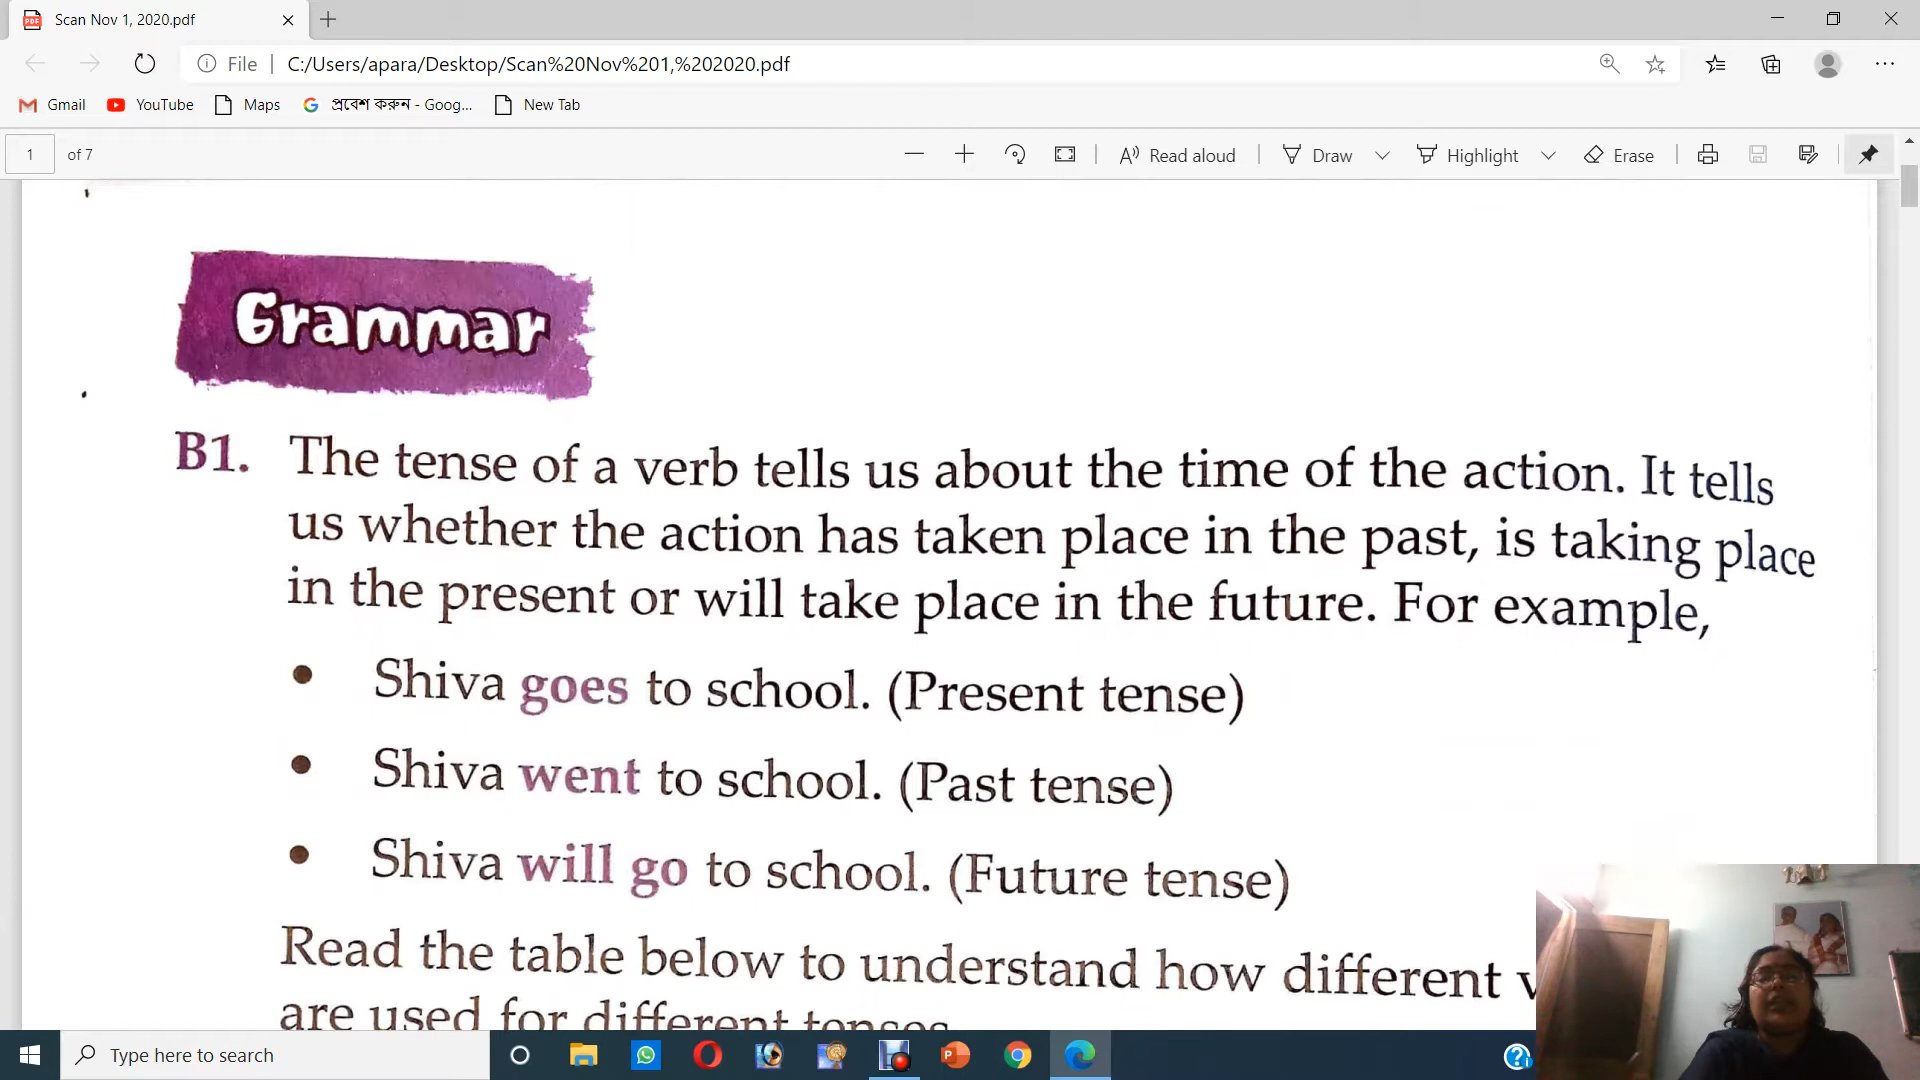 Scan Nov 1, 2020.pdf
File C:/Users/apara/Desktop/Scan%20Nov%201,%202020.pdf
Gmail YouTube Maps প্রবেশ করুন - Goog... New Tab
1 of 7 Read aloud Draw Highlight Erase
Grammar
B1. The tense of a verb tells us about the time of the action. It tells
us whether the action has taken place in the past, is taking place
in the present or will take place in the future. For example,
• Shiva goes to school. (Present tense)
• Shiva went to school. (Past tense)
• Shiva will go to school. (Future tense)
Read the table below to understand how different v
are used for different tenses
Type here to search